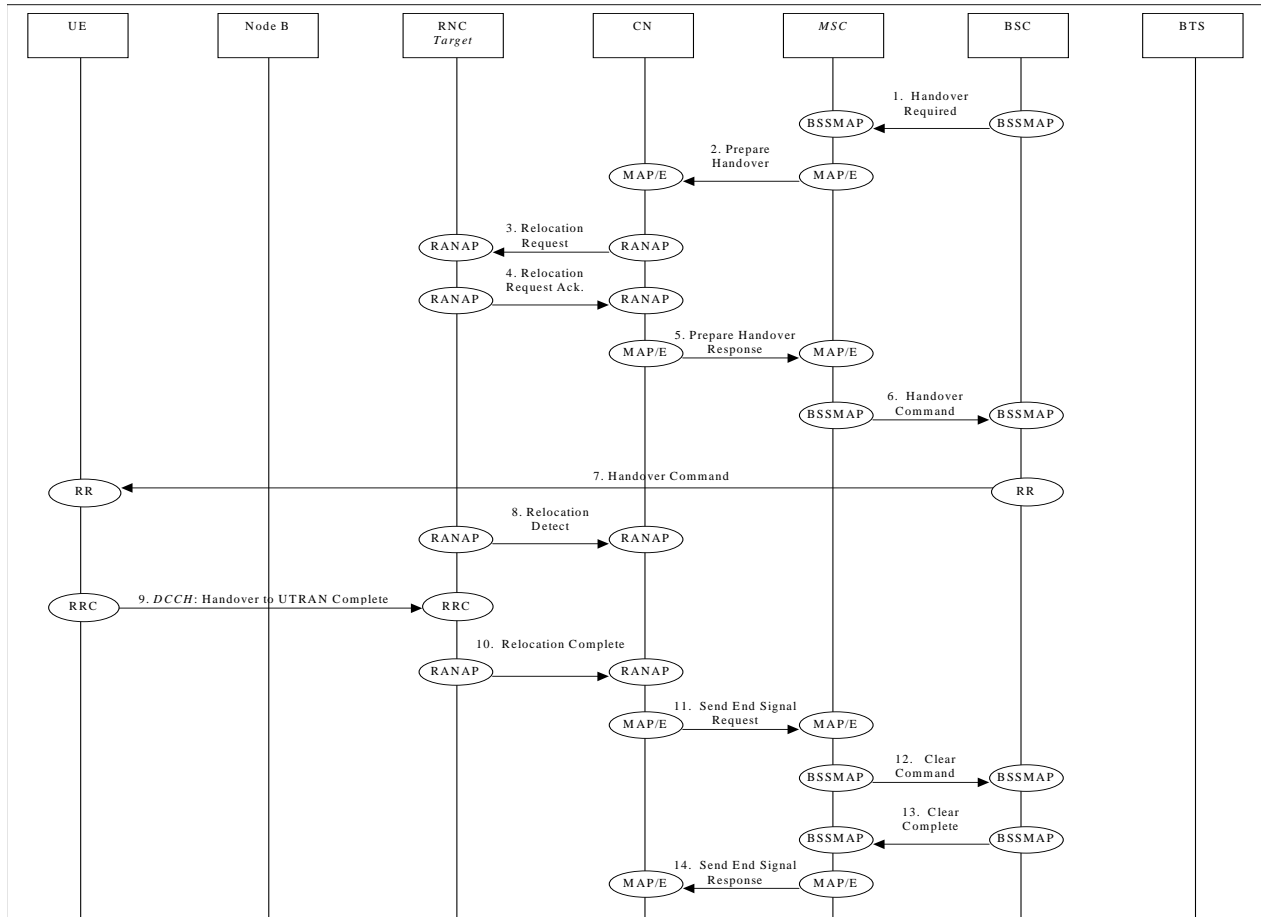 UE
Node B
RNC
Target
CN
MSC
BSC
BTS
1. Handover
Required
BSSMAP
BSSMAP
2. Prepare
Handover
MAP/E
MAP/E
3. Relocation
Request
RANAP
RANAP
4. Relocation
Request Ack.
RANAP
RANAP
5. Prepare Handover
Response
MAP/E
MAP/E
6. Handover
Command
BSSMAP
BSSMAP
7. Handover Command
RR
RR
8. Relocation
Detect
RANAP
RANAP
9. DCCH: Handover to UTRAN Complete
RRC
RRC
10. Relocation Complete
RANAP
RANAP
11. Send End Signal
Request
MAP/E
MAP/E
12. Clear
Command
BSSMAP
BSSMAP
13. Clear
Complete
BSSMAP
BSSMAP
14. Send End Signal
Response
MAP/E
MAP/E